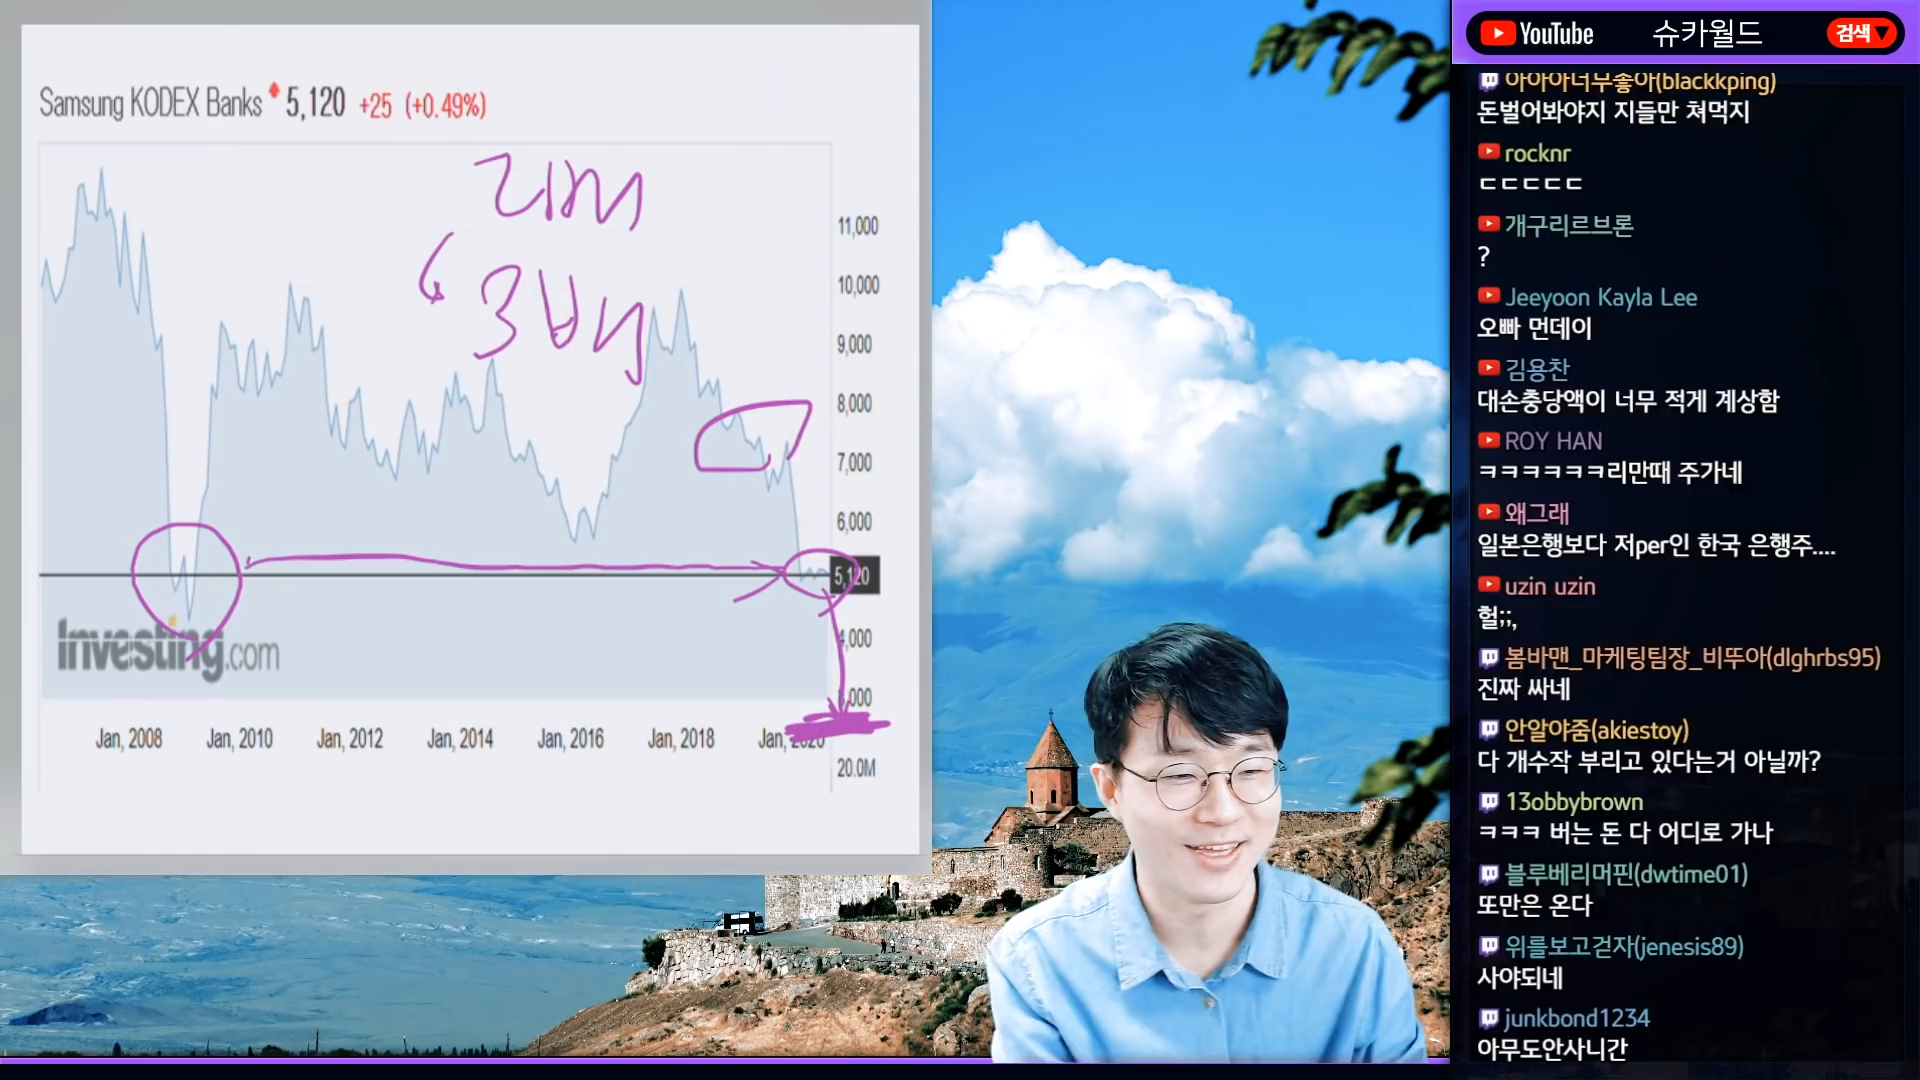 Samsung KODEX Banks 5,120 +25 (+0.49%)
11,000
10,000
9,000
8,000
7,000
6,000
5,120
4,000
20.0M
Jan, 2008 Jan, 2010 Jan, 2012 Jan, 2014 Jan, 2016 Jan, 2018 Jan, 2020
Investing.com
YouTube 슈카월드 검색▼
아아아너무좋아(blackkping)
돈벌어봐야지 지들만 쳐먹지
rocknr
ㄷㄷㄷㄷㄷ
개구리르브론
?
Jeeyoon Kayla Lee
오빠 먼데이
김용찬
대손충당액이 너무 적게 계상함
ROY HAN
ㅋㅋㅋㅋㅋㅋ리만때 주가네
왜그래
일본은행보다 저per인 한국 은행주....
uzin uzin
헐;;,
봄바맨_마케팅팀장_비뚜아(dlghrbs95)
진짜 싸네
안알야줌(akiestoy)
다 개수작 부리고 있다는거 아닐까?
13obbybrown
ㅋㅋㅋ 버는 돈 다 어디로 가나
블루베리머핀(dwtime01)
또만은 온다
위를보고걷자(jenesis89)
사야되네
junkbond1234
아무도안사니간